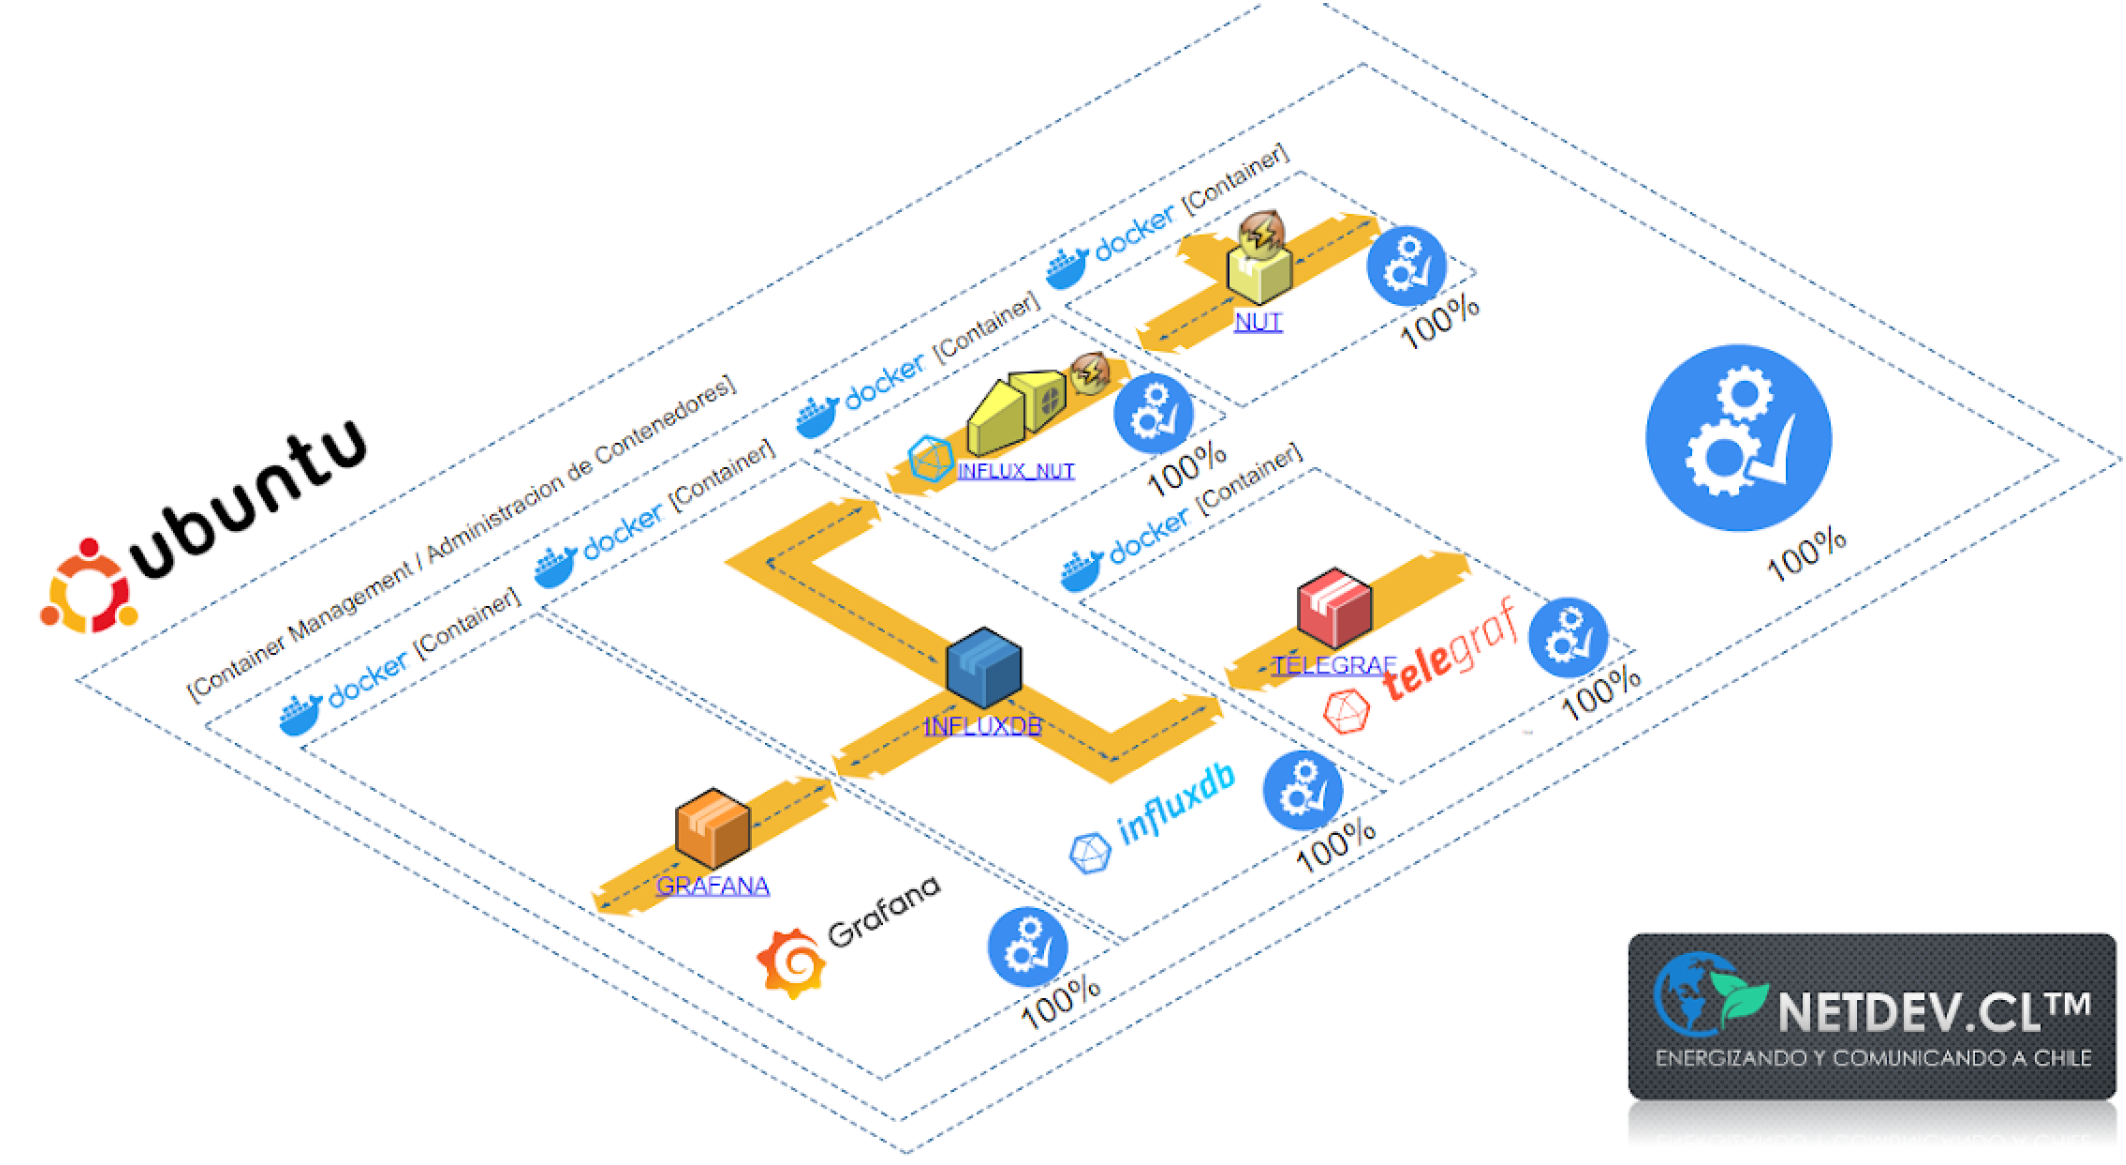 docker [Container]
NUT
100%
docker [Container]
INFLUX_NUT
100%
ubuntu
[Container Management / Administracion de Contenedores]
docker [Container]
docker [Container]
TELEGRAF
telegraf
100%
100%
INFLUXDB
influxdb
100%
docker [Container]
GRAFANA
Grafana
100%
NETDEV.CL™
ENERGIZANDO Y COMUNICANDO A CHILE